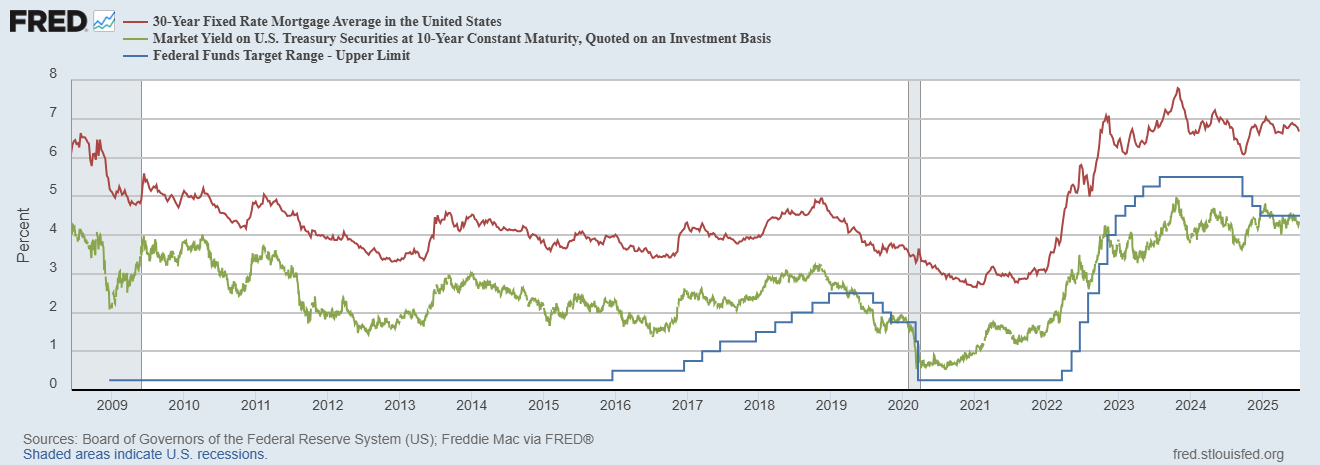 FRED
30-Year Fixed Rate Mortgage Average in the United States
Market Yield on U.S. Treasury Securities at 10-Year Constant Maturity, Quoted on an Investment Basis
Federal Funds Target Range - Upper Limit
8
7
6
5
4
3
2
1
0
Percent
2009 2010 2011 2012 2013 2014 2015 2016 2017 2018 2019 2020 2021 2022 2023 2024 2025
Sources: Board of Governors of the Federal Reserve System (US); Freddie Mac via FRED®
Shaded areas indicate U.S. recessions.
fred.stlouisfed.org